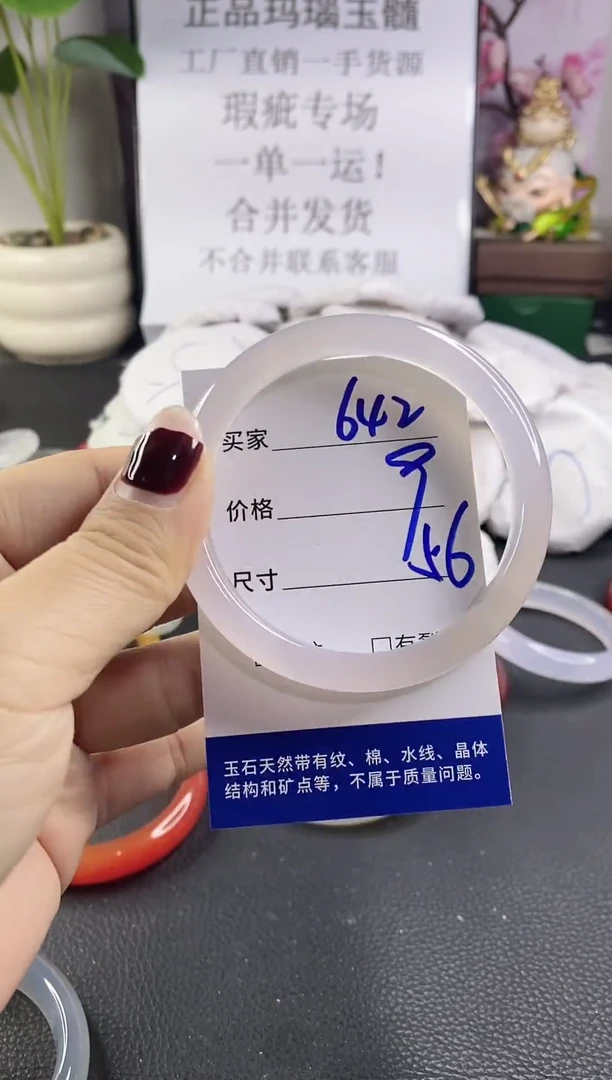 正品玛瑙玉髓
工厂直销一手货源
瑕疵专场
一单一运！
合并发货
不合并联系客服
买家 642
价格 9
尺寸 56
口有
玉石天然带有纹、棉、水线、晶体
结构和矿点等，不属于质量问题。